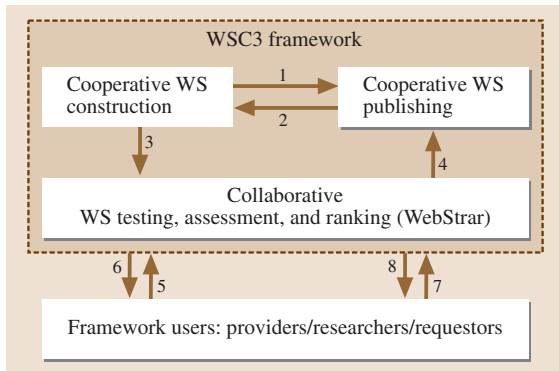 WSC3 framework
Cooperative WS
construction
1
2
Cooperative WS
publishing
3
4
Collaborative
WS testing, assessment, and ranking (WebStrar)
6
5
8
7
Framework users: providers/researchers/requestors